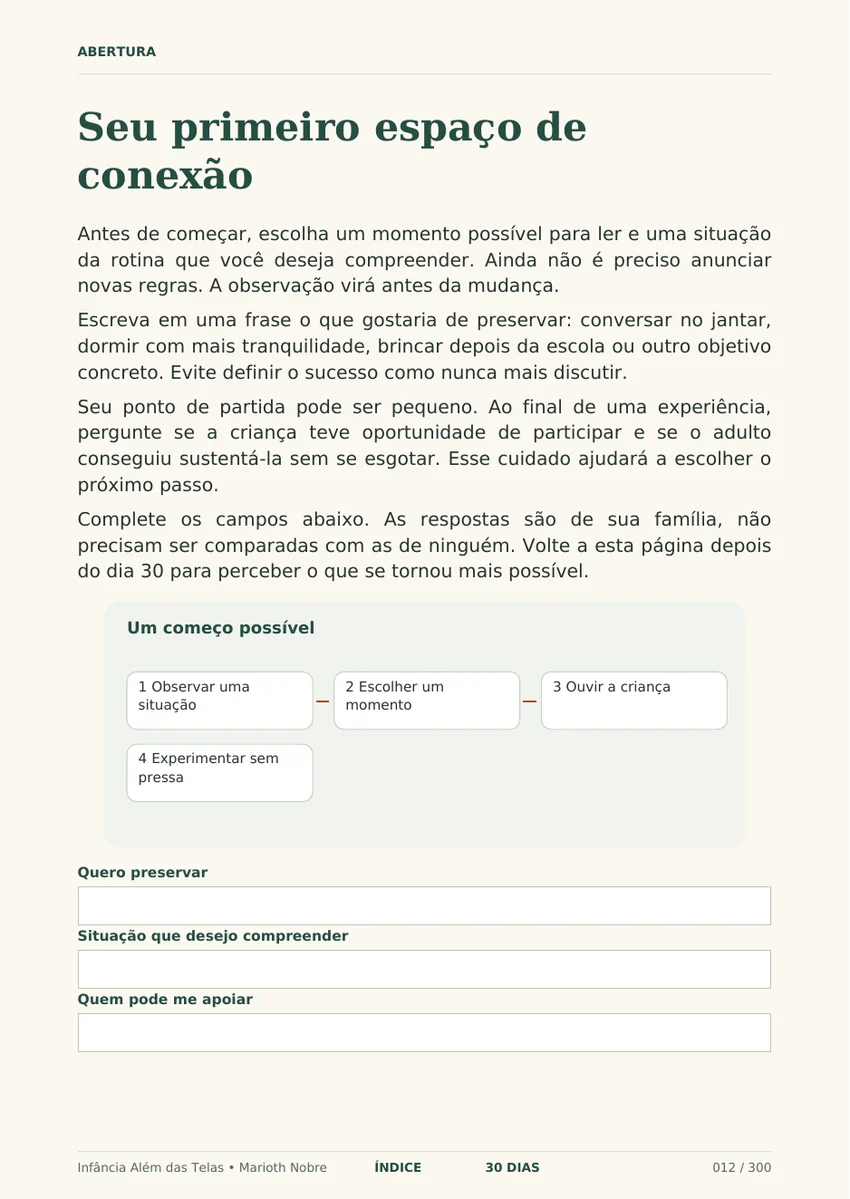 ABERTURA
Seu primeiro espaço de
conexão
Antes de começar, escolha um momento possível para ler e uma situação
da rotina que você deseja compreender. Ainda não é preciso anunciar
novas regras. A observação virá antes da mudança.
Escreva em uma frase o que gostaria de preservar: conversar no jantar,
dormir com mais tranquilidade, brincar depois da escola ou outro objetivo
concreto. Evite definir o sucesso como nunca mais discutir.
Seu ponto de partida pode ser pequeno. Ao final de uma experiência,
pergunte se a criança teve oportunidade de participar e se o adulto
conseguiu sustentá-la sem se esgotar. Esse cuidado ajudará a escolher o
próximo passo.
Complete os campos abaixo. As respostas são de sua família, não
precisam ser comparadas com as de ninguém. Volte a esta página depois
do dia 30 para perceber o que se tornou mais possível.
Um começo possível
1 Observar uma
situação
2 Escolher um
momento
3 Ouvir a criança
4 Experimentar sem
pressa
Quero preservar
Situação que desejo compreender
Quem pode me apoiar
Infância Além das Telas • Marioth Nobre ÍNDICE 30 DIAS 012 / 300